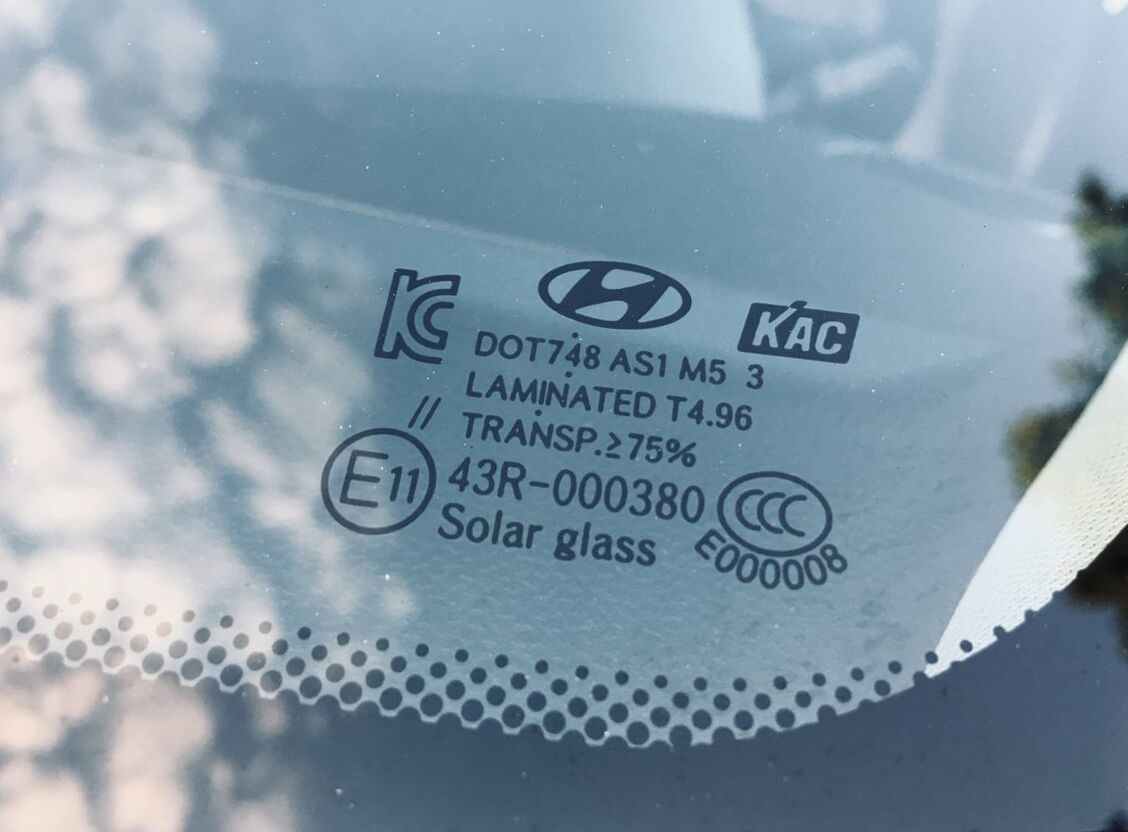 KC
KAC
DOT748 AS1 M5 3
LAMINATED T4.96
//
TRANSP.≥75%
E11
43R-000380
CCC
Solar glass
E000008